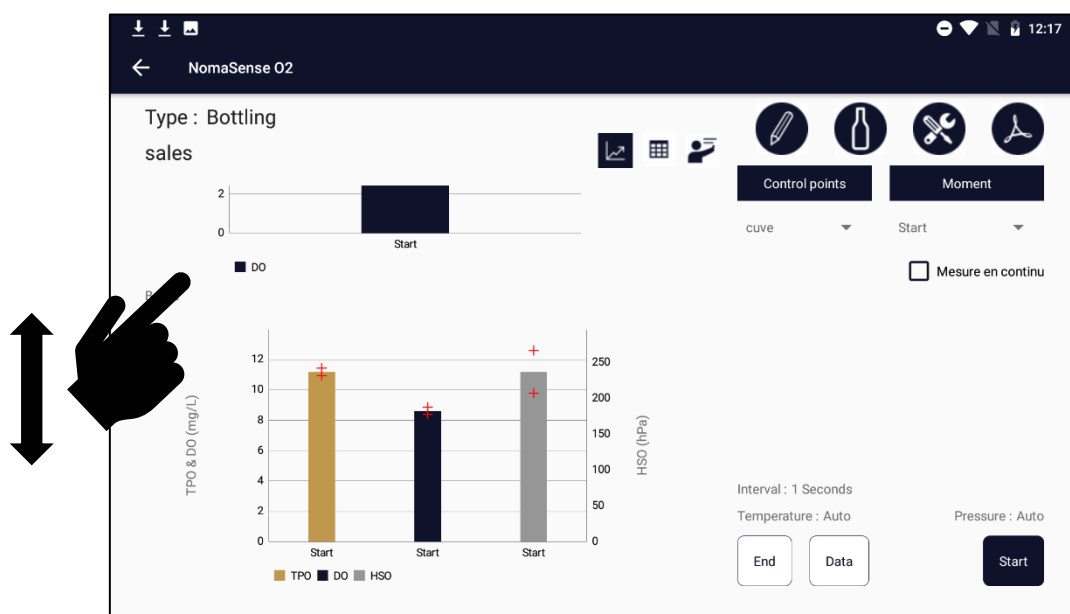 12:17
NomaSense O2
Type : Bottling
sales
Control points
Moment
cuve
Start
Mesure en continu
2
0
Start
DO
12
10
8
6
4
2
0
TPO & DO (mg/L)
250
200
150
100
50
0
HSO (hPa)
Start
Start
Start
TPO DO HSO
Interval : 1 Seconds
Temperature : Auto
Pressure : Auto
End
Data
Start